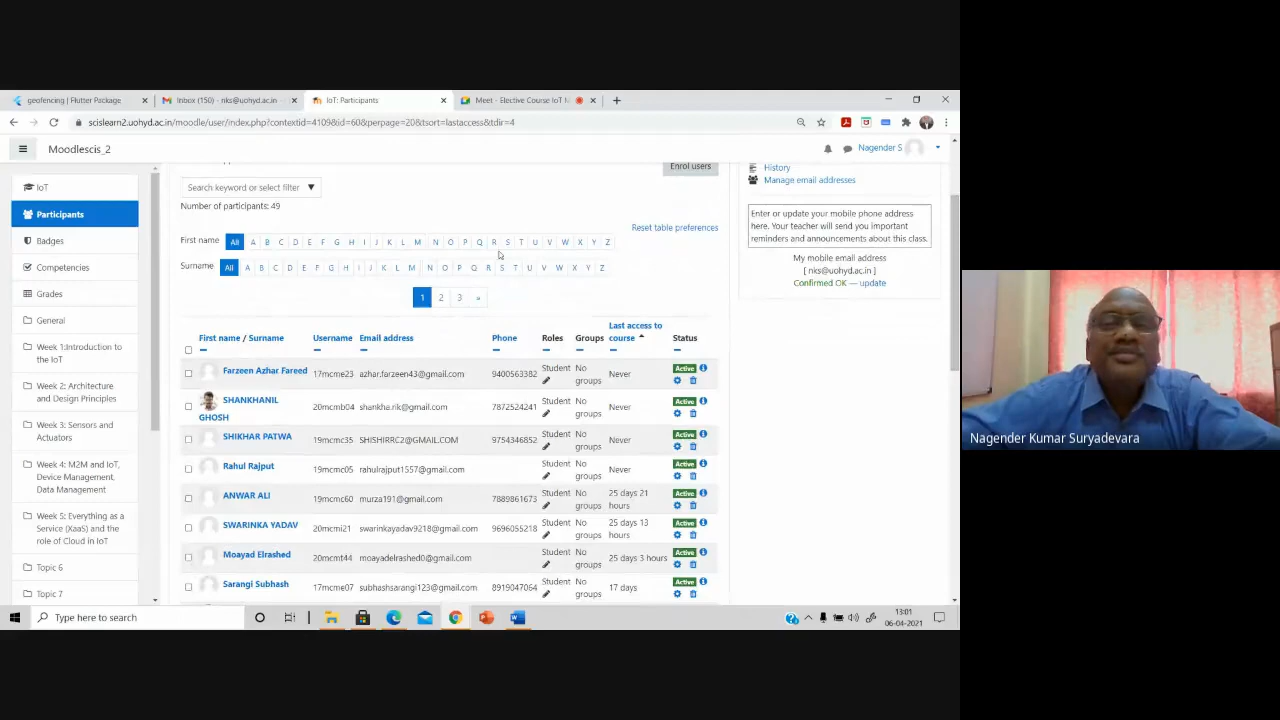 geofencing | Flutter Package
Inbox (150) - nks@uohyd.ac.in
IoT: Participants
Meet - Elective Course IoT
scislearn2.uohyd.ac.in/moodle/user/index.php?contextid=4109&id=60&perpage=20&tsort=lastaccess&tdir=4
Moodlescis_2
Nagender S
IoT
Participants
Badges
Competencies
Grades
General
Week 1:Introduction to
the IoT
Week 2: Architecture
and Design Principles
Week 3: Sensors and
Actuators
Week 4: M2M and IoT,
Device Management,
Data Management
Week 5: Everything as a
Service (XaaS) and the
role of Cloud in IoT
Topic 6
Topic 7
Enrol users
Search keyword or select filter ▼
Number of participants: 49
Reset table preferences
First name All A B C D E F G H I J K L M N O P Q R S T U V W X Y Z
Surname All A B C D E F G H I J K L M N O P Q R S T U V W X Y Z
1 2 3 »
First name / Surname Username Email address Phone Roles Groups Last access to
course Status
Farzeen Azhar Fareed 17mcme23 azhar.farzeen43@gmail.com 9400563382 Student No
groups Never Active
SHANKHANIL
GHOSH 20mcmb04 shankha.rik@gmail.com 7872524241 Student No
groups Never Active
SHIKHAR PATWA 19mcmc35 SHISHIRRC2@GMAIL.COM 9754346852 Student No
groups Never Active
Rahul Rajput 19mcmc05 rahulrajput1557@gmail.com Student No
groups Never Active
ANWAR ALI 19mcmc60 murza191@gmail.com 7889861673 Student No
groups 25 days 21
hours Active
SWARINKA YADAV 20mcmi21 swarinkayadav9218@gmail.com 9696055218 Student No
groups 25 days 13
hours Active
Moayad Elrashed 20mcmt44 moayadelrashed0@gmail.com Student No
groups 25 days 3 hours Active
Sarangi Subhash 17mcme07 subhashsarangi123@gmail.com 8919047064 Student No
groups 17 days Active
History
Manage email addresses
Enter or update your mobile phone address
here. Your teacher will send you important
reminders and announcements about this class.
My mobile email address
[ nks@uohyd.ac.in ]
Confirmed OK — update
Type here to search
13:01
06-04-2021
Nagender Kumar Suryadevara